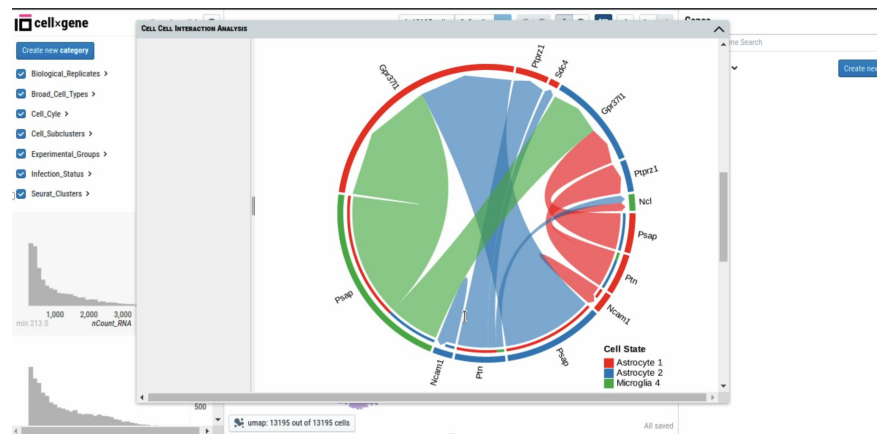 cell×gene
CELL CELL INTERACTION ANALYSIS
Genes
Create new category
Biological_Replicates
Broad_Cell_Types
Cell_Cyle
Cell_Subclusters
Experimental_Groups
Infection_Status
Seurat_Clusters
me Search
Create new
Gpr37l1
Ptprz1
Sdc4
Gpr37l1
Ptprz1
Ncl
Psap
Ptn
Ncam1
Psap
Ptn
Ncam1
Psap
Cell State
Astrocyte 1
Astrocyte 2
Microglia 4
1,000 2,000 3,000
min 213.0 nCount_RNA
500
umap: 13195 out of 13195 cells
All saved